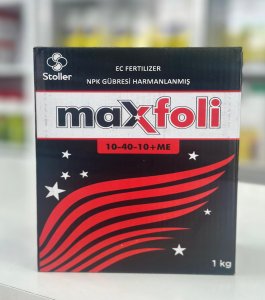 Stoller
EC FERTILIZER
NPK GÜBRESİ HARMANLANMIŞ
maxfoli
10-40-10+ME
1 kg